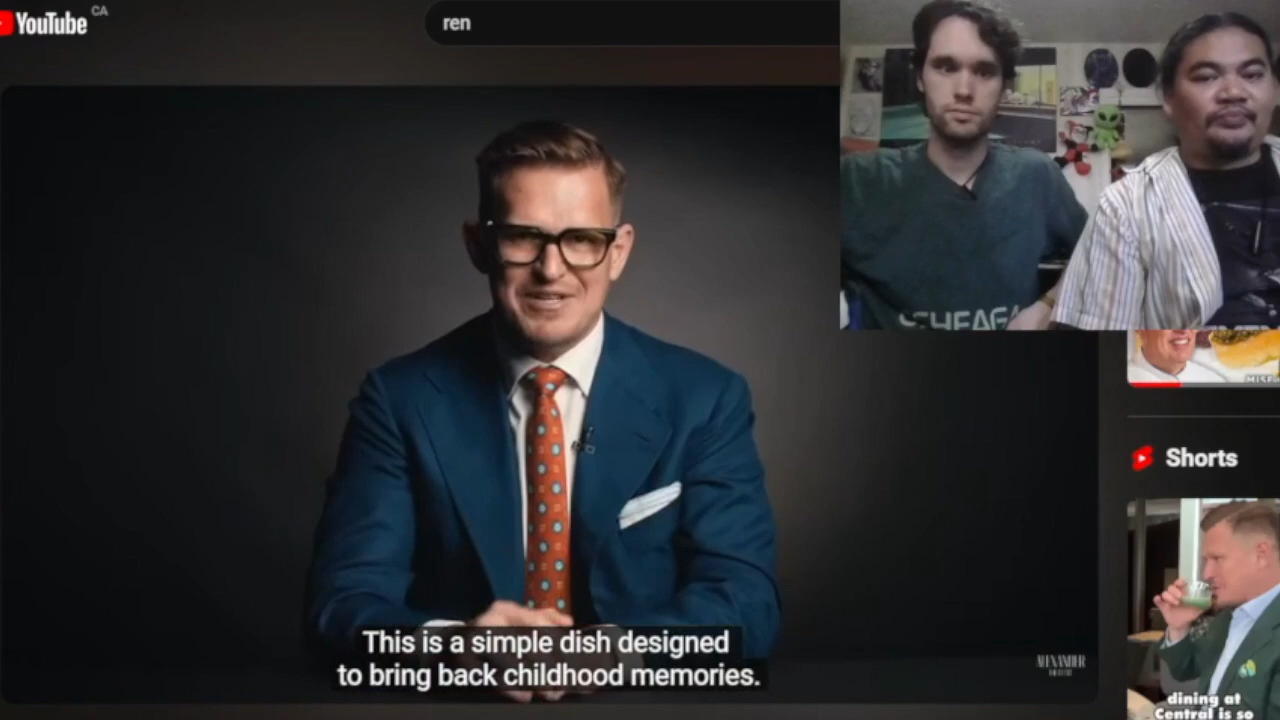 YouTube CA
ren
This is a simple dish designed
to bring back childhood memories.
ALEXANDER
Shorts
dining at
Central is so